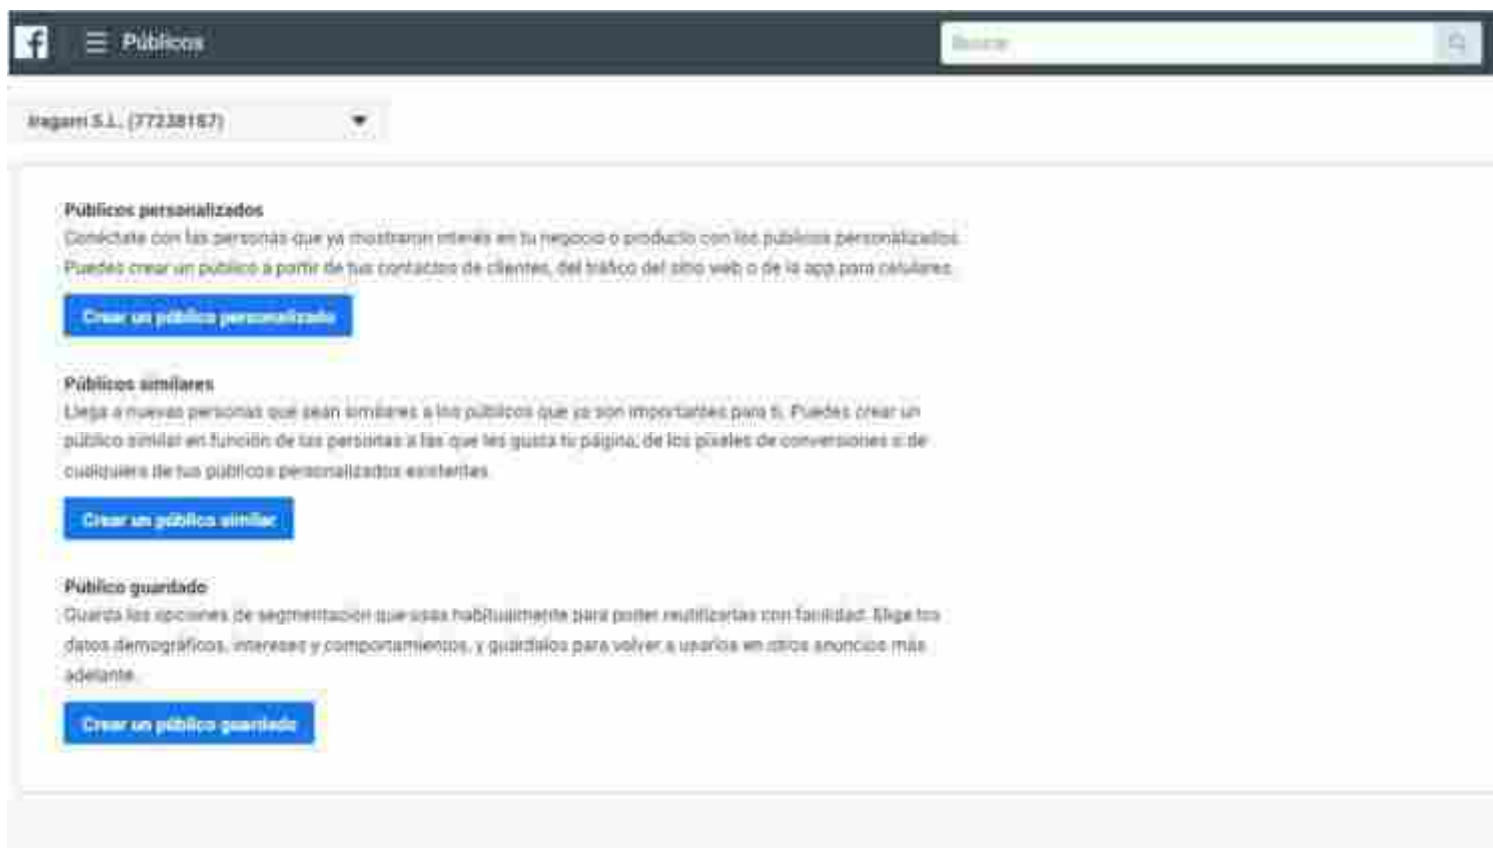 f
Públicos
Buscar
Iragarri S.L. (77238187)
Públicos personalizados
Conéctate con las personas que ya mostraron interés en tu negocio o producto con los públicos personalizados.
Puedes crear un público a partir de tus contactos de clientes, del tráfico del sitio web o de la app para celulares.
Crear un público personalizado
Públicos similares
Llega a nuevas personas que sean similares a los públicos que ya son importantes para ti. Puedes crear un
público similar en función de las personas a las que les gusta tu página, de los píxeles de conversiones o de
cualquiera de tus públicos personalizados existentes.
Crear un público similar
Público guardado
Guarda las opciones de segmentación que usas habitualmente para poder reutilizarlas con facilidad. Elige los
datos demográficos, intereses y comportamientos, y guárdalos para volver a usarlos en otros anuncios más
adelante.
Crear un público guardado